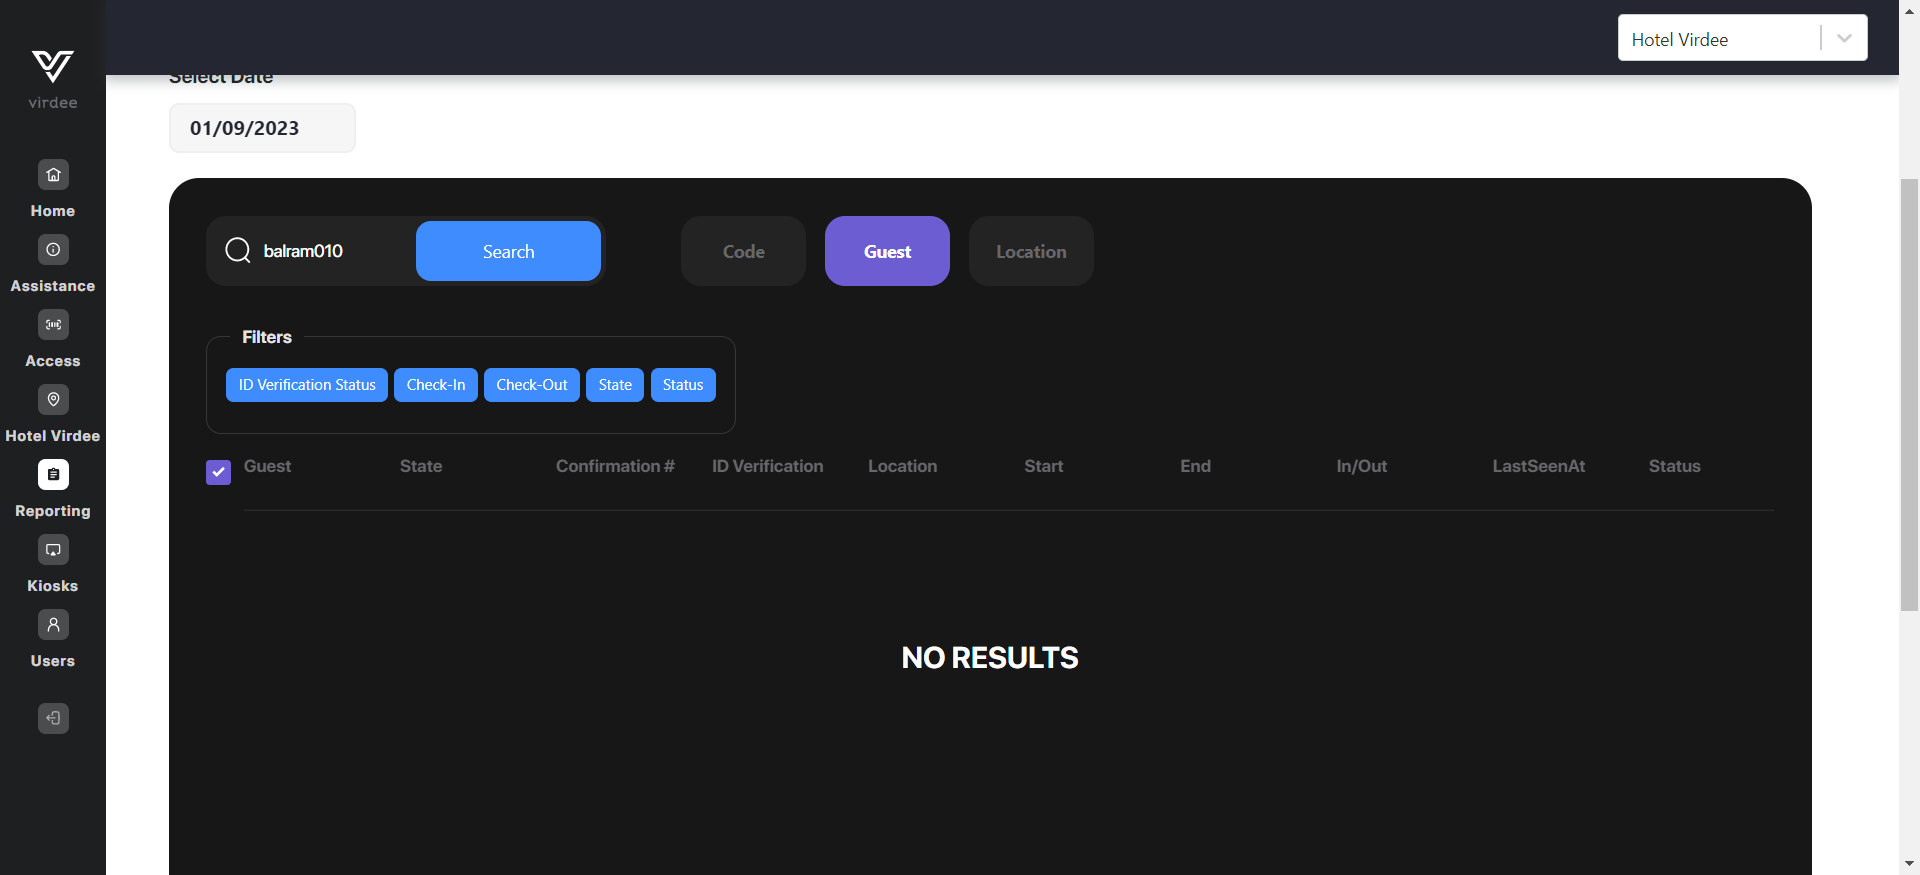 Hotel Virdee
virdee
Home
Assistance
Access
Hotel Virdee
Reporting
Kiosks
Users
Select Date
01/09/2023
balram010
Search
Code
Guest
Location
Filters
ID Verification Status
Check-In
Check-Out
State
Status
Guest State Confirmation # ID Verification Location Start End In/Out LastSeenAt Status
NO RESULTS